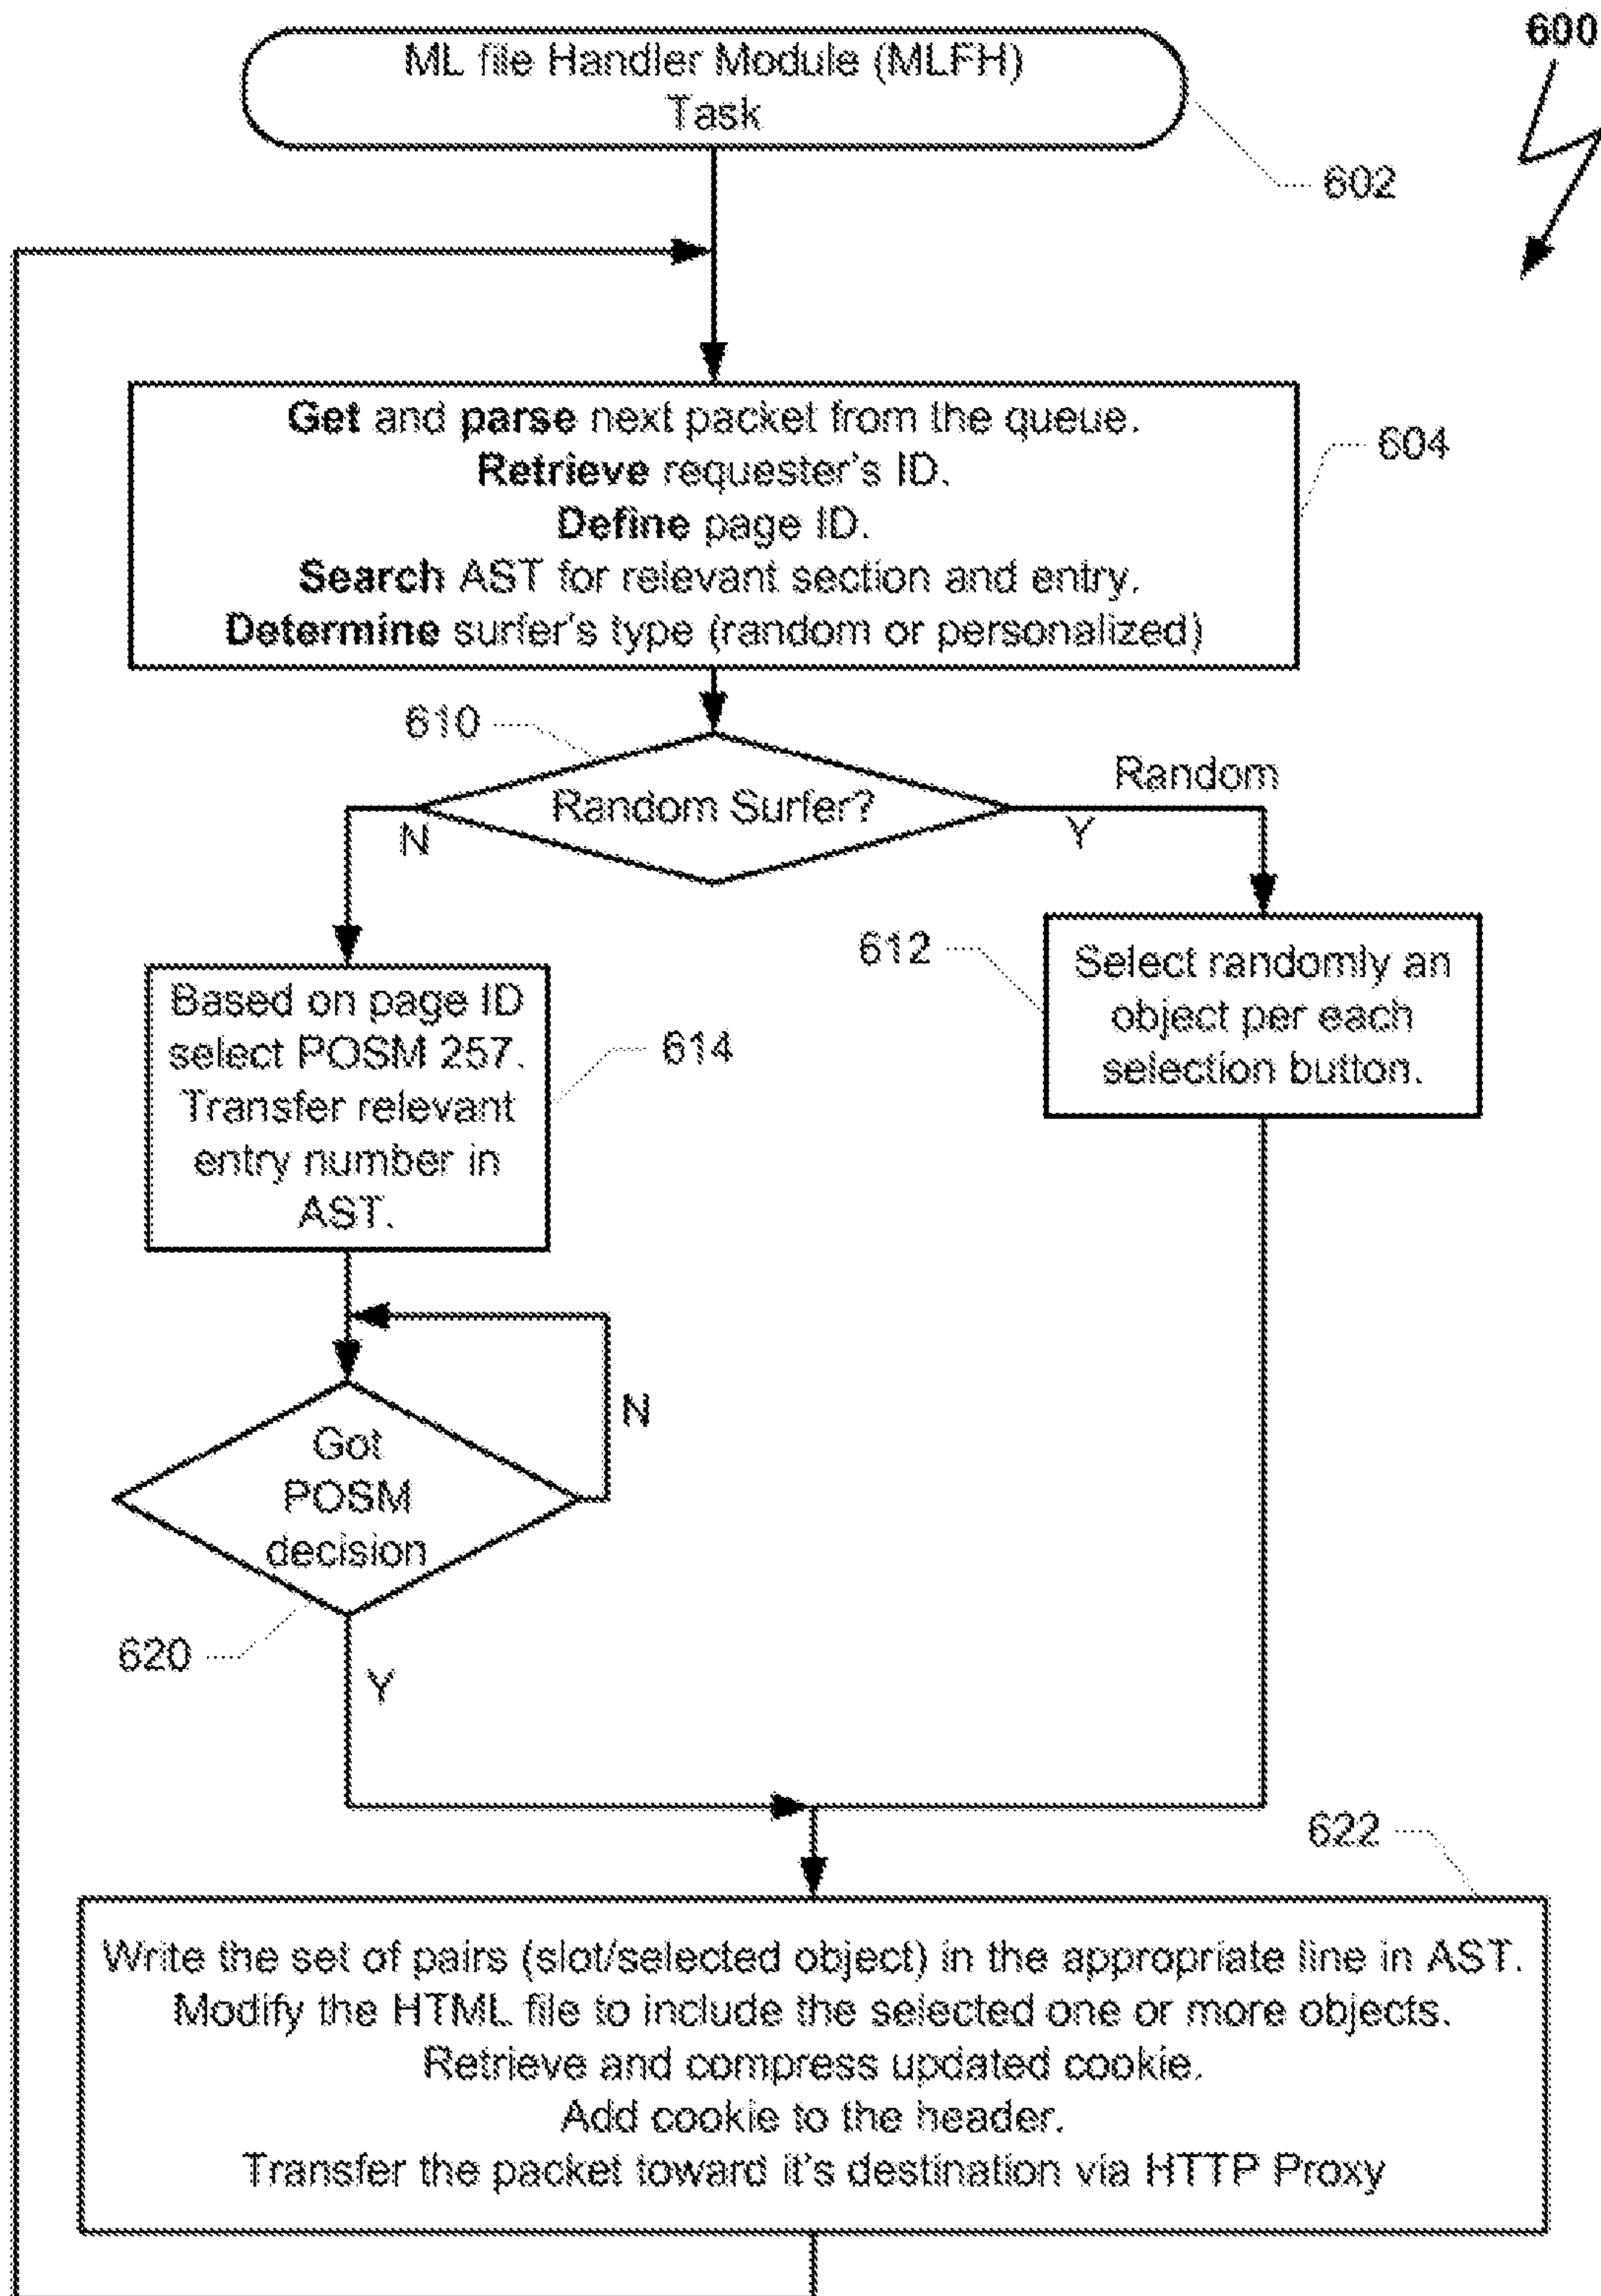 600
ML file Handler Module (MLFH)
Task
602
Get and parse next packet from the queue.
Retrieve requester's ID.
Define page ID.
Search AST for relevant section and entry.
Determine surfer's type (random or personalized)
604
610
Random Surfer?
Random
N
Y
Based on page ID
select POSM 257.
Transfer relevant
entry number in
AST.
614
612
Select randomly an
object per each
selection button.
Got
POSM
decision
N
620
Y
622
Write the set of pairs (slot/selected object) in the appropriate line in AST.
Modify the HTML file to include the selected one or more objects.
Retrieve and compress updated cookie.
Add cookie to the header.
Transfer the packet toward it's destination via HTTP Proxy